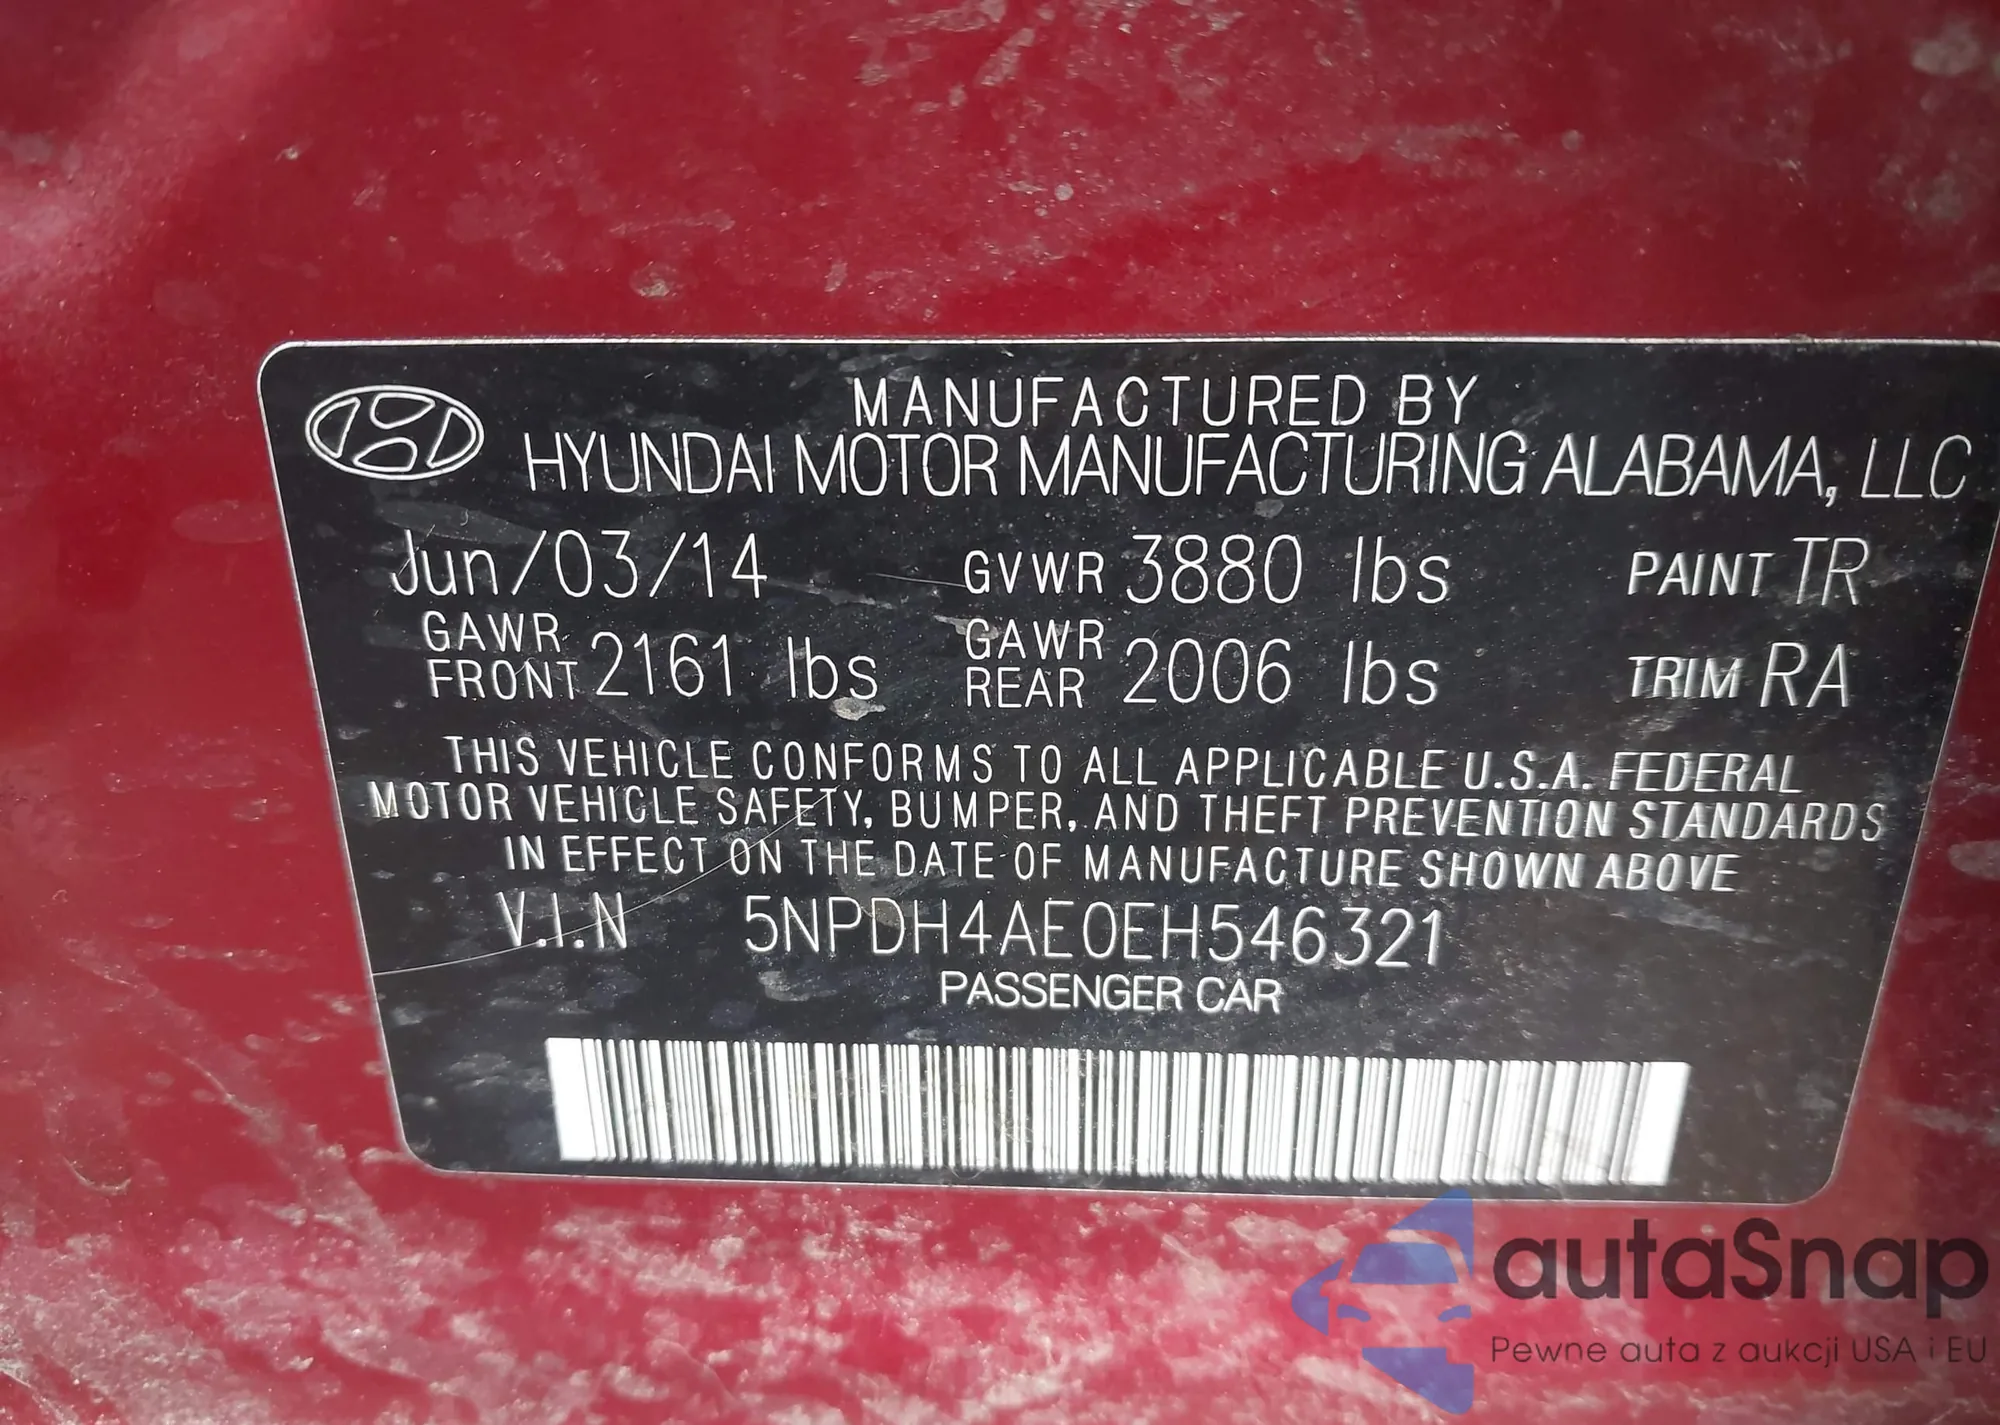 MANUFACTURED BY
HYUNDAI MOTOR MANUFACTURING ALABAMA, LLC
Jun/03/14 GVWR 3880 lbs PAINT TR
GAWR FRONT 2161 lbs GAWR REAR 2006 lbs TRIM RA
THIS VEHICLE CONFORMS TO ALL APPLICABLE U.S.A. FEDERAL
MOTOR VEHICLE SAFETY, BUMPER, AND THEFT PREVENTION STANDARDS
IN EFFECT ON THE DATE OF MANUFACTURE SHOWN ABOVE
V.I.N 5NPDH4AE0EH546321
PASSENGER CAR
autaSnap
Pewne auta z aukcji USA i EU